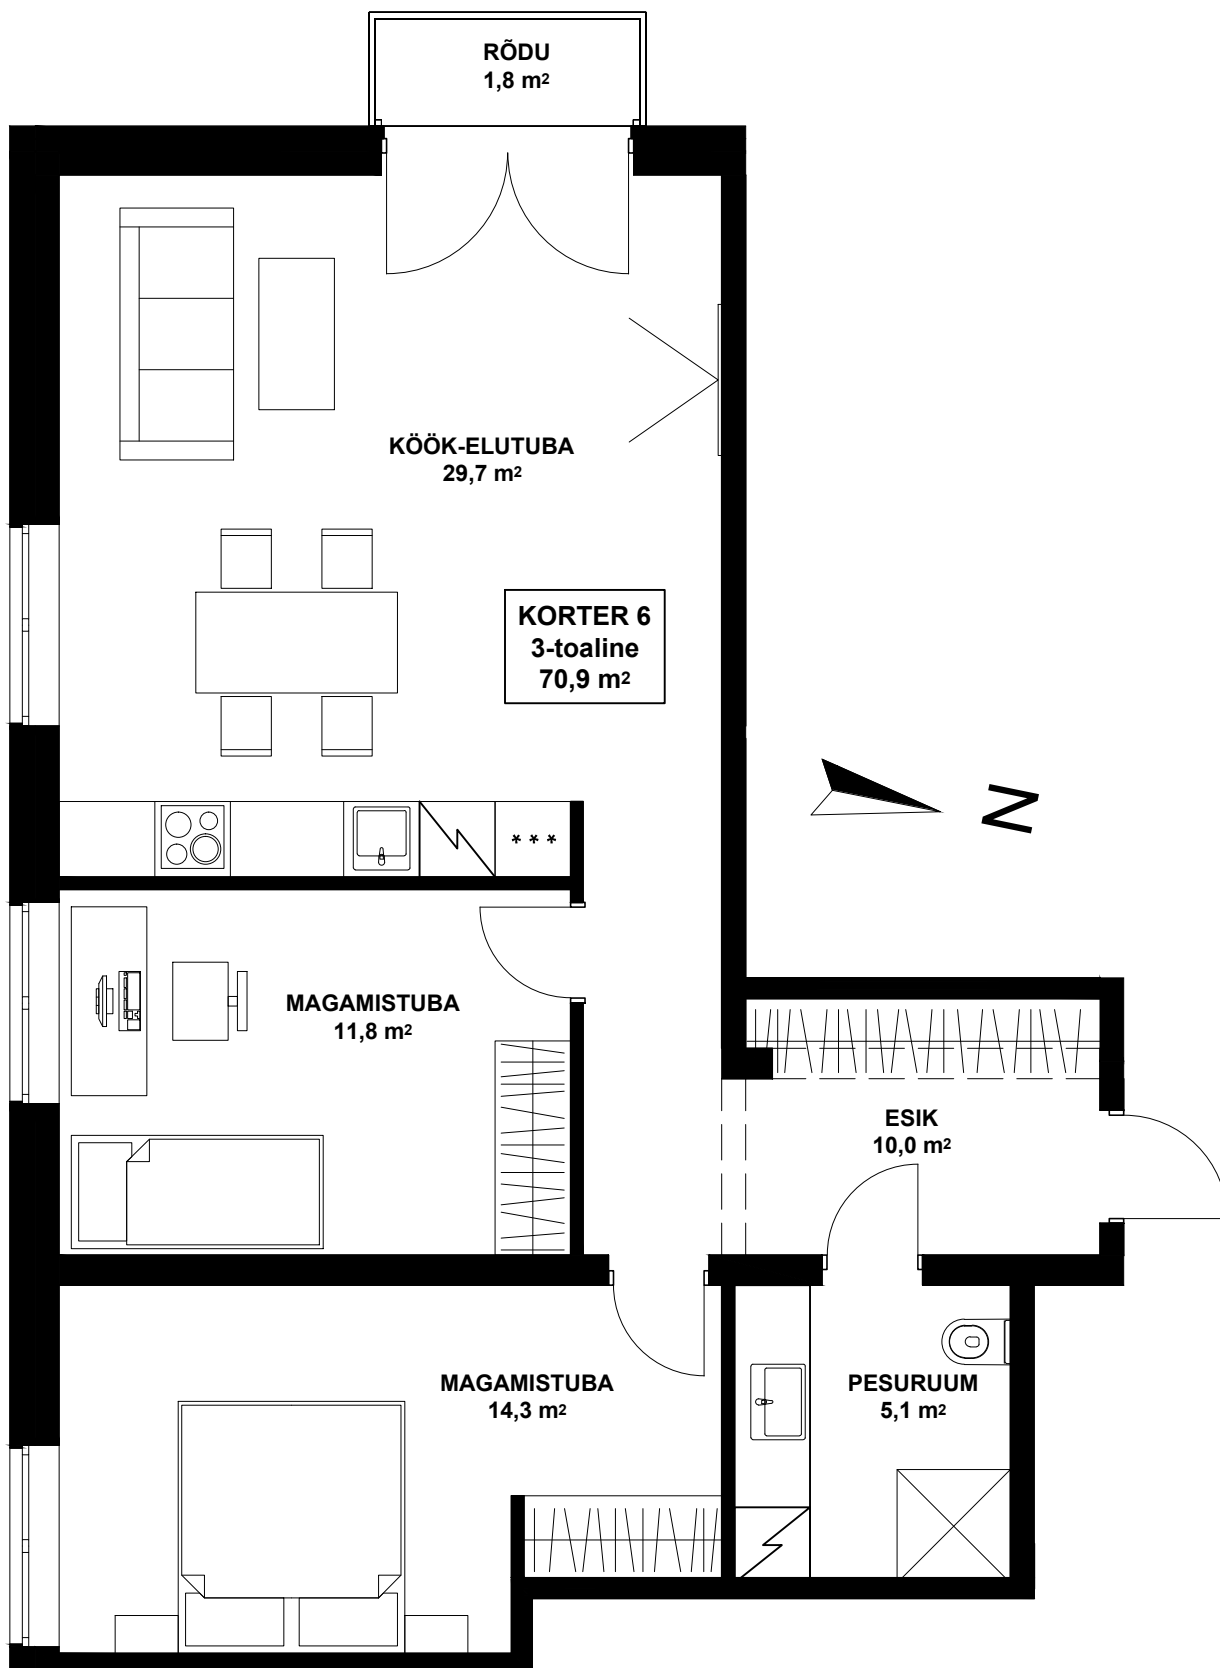 RÕDU
1,8 m²
KÖÖK-ELUTUBA
29,7 m²
KORTER 6
3-toaline
70,9 m²
N
***
MAGAMISTUBA
11,8 m²
ESIK
10,0 m²
MAGAMISTUBA
14,3 m²
PESURUUM
5,1 m²